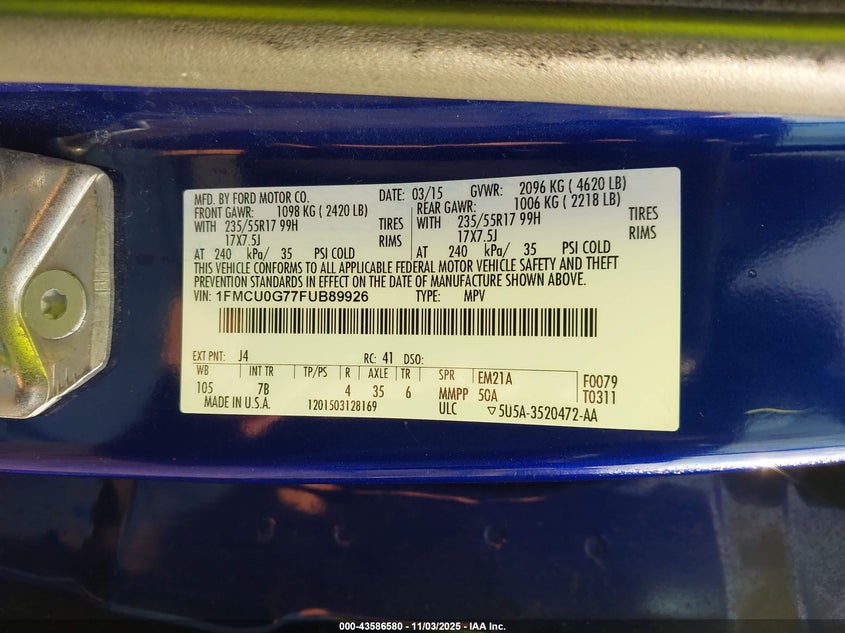 MFD. BY FORD MOTOR CO. DATE: 03/15 GVWR: 2096 KG ( 4620 LB)
FRONT GAWR: 1098 KG ( 2420 LB) REAR GAWR: 1006 KG ( 2218 LB)
WITH 235/55R17 99H TIRES WITH 235/55R17 99H TIRES
17X7.5J RIMS 17X7.5J RIMS
AT 240 kPa/ 35 PSI COLD AT 240 kPa/ 35 PSI COLD
THIS VEHICLE CONFORMS TO ALL APPLICABLE FEDERAL MOTOR VEHICLE SAFETY AND THEFT
PREVENTION STANDARDS IN EFFECT ON THE DATE OF MANUFACTURE SHOWN ABOVE.
VIN: 1FMCU0G77FUB89926 TYPE: MPV
EXT PNT: J4 RC: 41 DSO:
WB INT TR TP/PS R AXLE TR SPR EM21A F0079
105 7B 4 35 6 MMPP 50A T0311
MADE IN U.S.A. 1201503128169 ULC ▽5U5A-3520472-AA
000-43586580 - 11/03/2025 - IAA Inc.